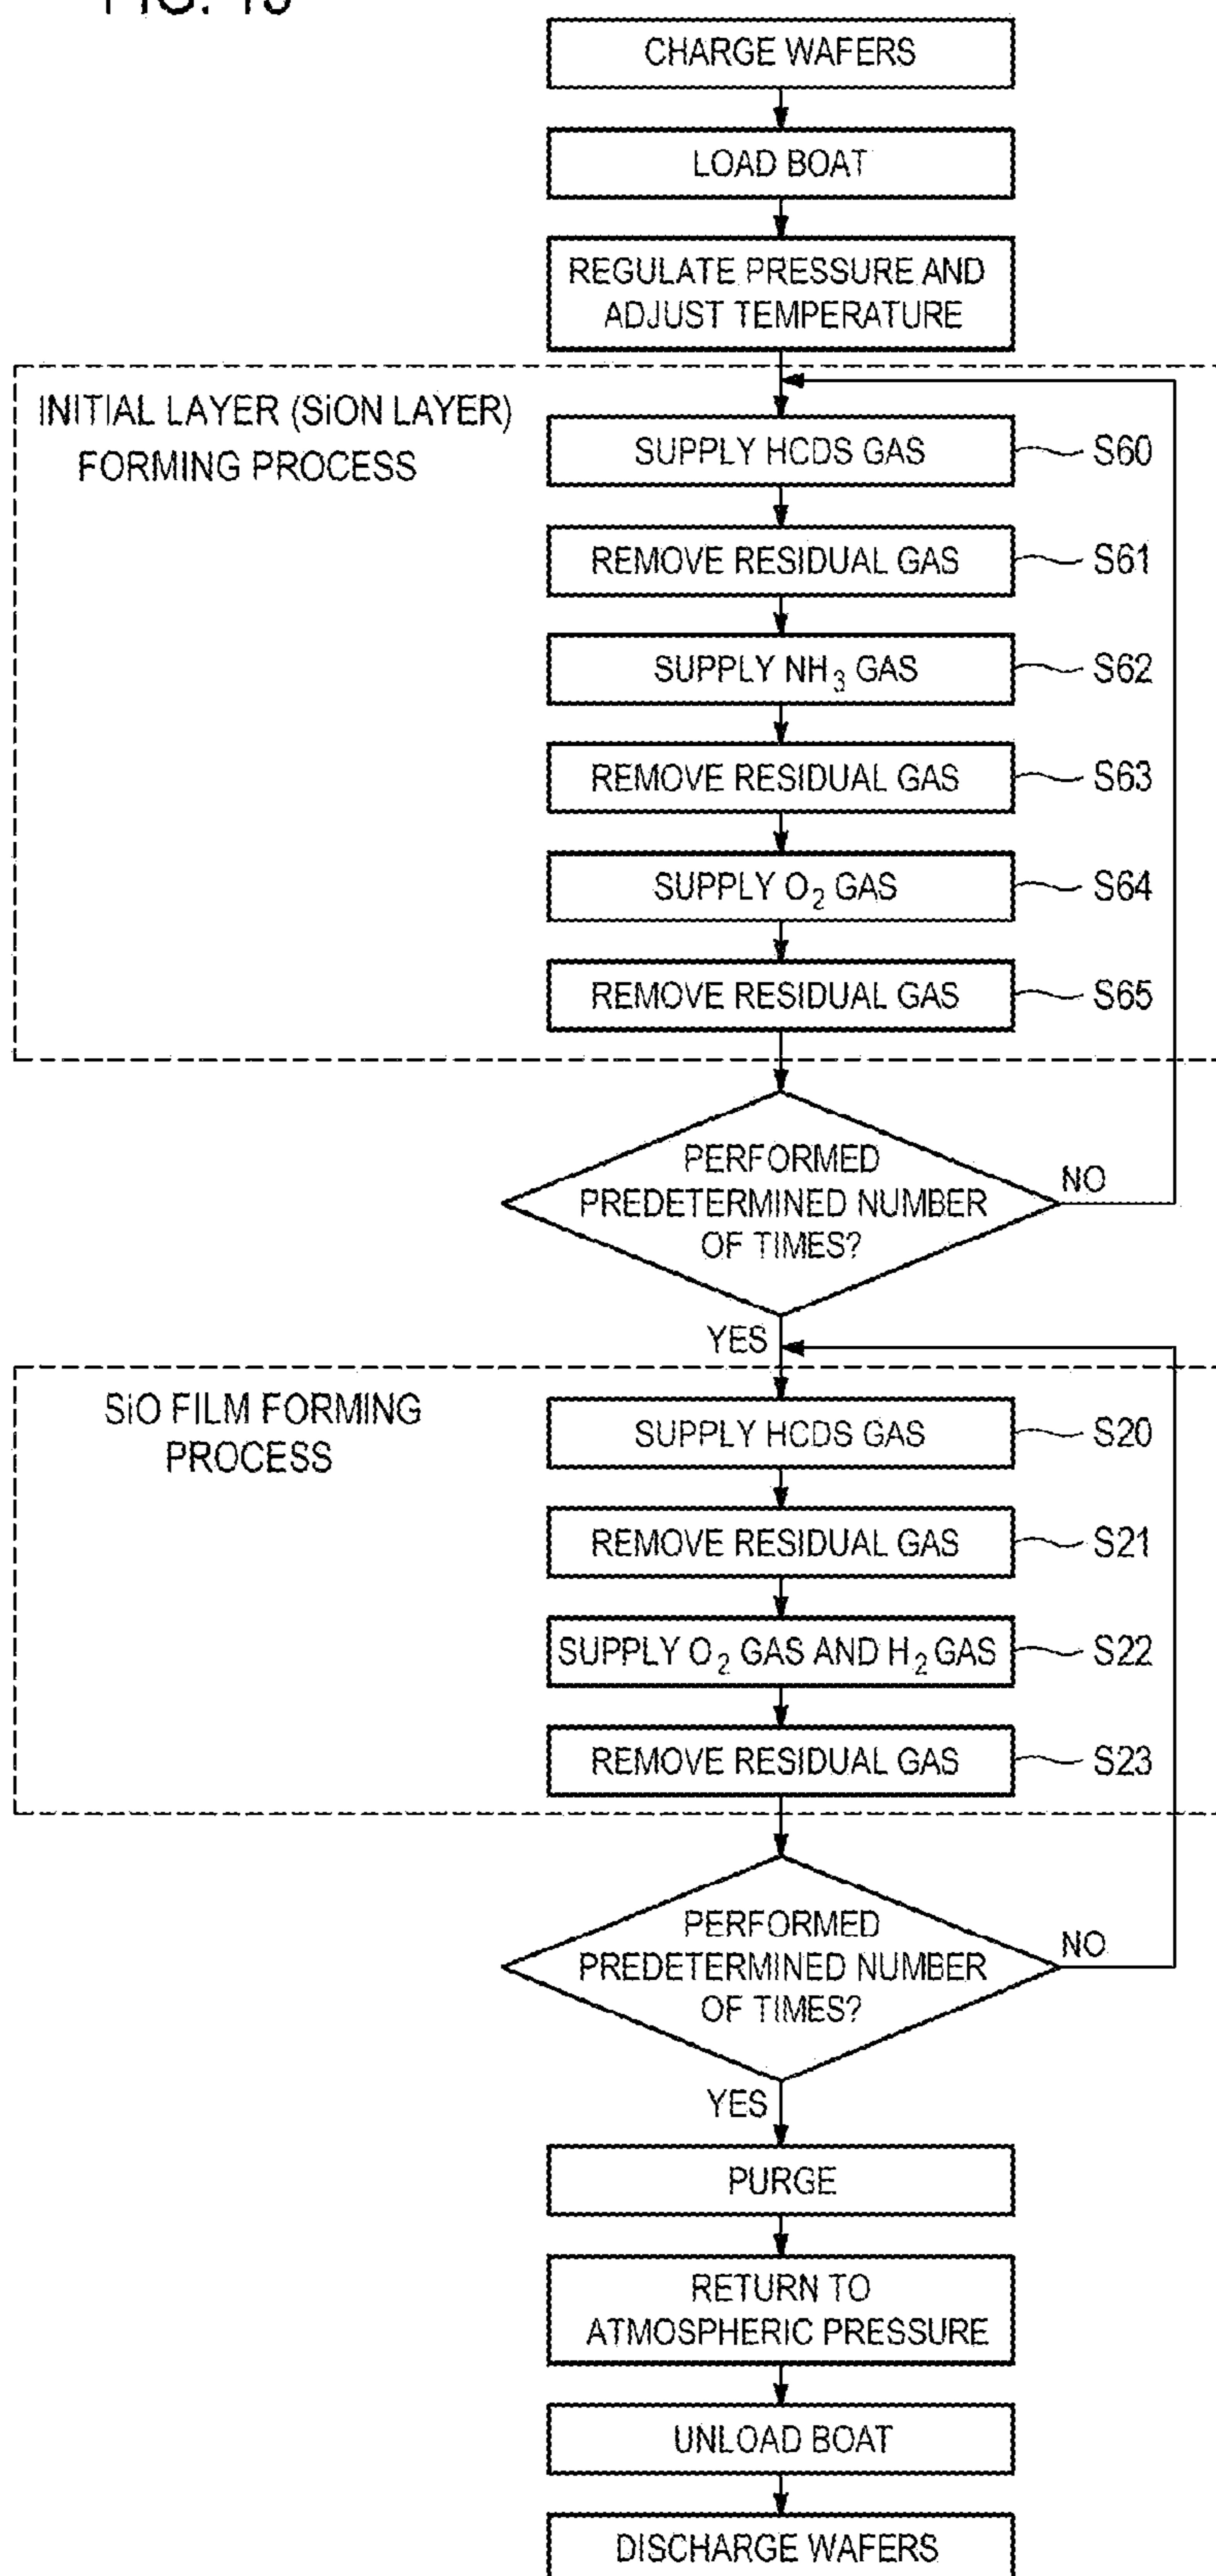 CHARGE WAFERS
LOAD BOAT
REGULATE PRESSURE AND
ADJUST TEMPERATURE
INITIAL LAYER (SiON LAYER)
FORMING PROCESS
SUPPLY HCDS GAS
S60
REMOVE RESIDUAL GAS
S61
SUPPLY NH3 GAS
S62
REMOVE RESIDUAL GAS
S63
SUPPLY O2 GAS
S64
REMOVE RESIDUAL GAS
S65
PERFORMED
PREDETERMINED NUMBER
OF TIMES?
NO
YES
SiO FILM FORMING
PROCESS
SUPPLY HCDS GAS
S20
REMOVE RESIDUAL GAS
S21
SUPPLY O2 GAS AND H2 GAS
S22
REMOVE RESIDUAL GAS
S23
PERFORMED
PREDETERMINED NUMBER
OF TIMES?
NO
YES
PURGE
RETURN TO
ATMOSPHERIC PRESSURE
UNLOAD BOAT
DISCHARGE WAFERS